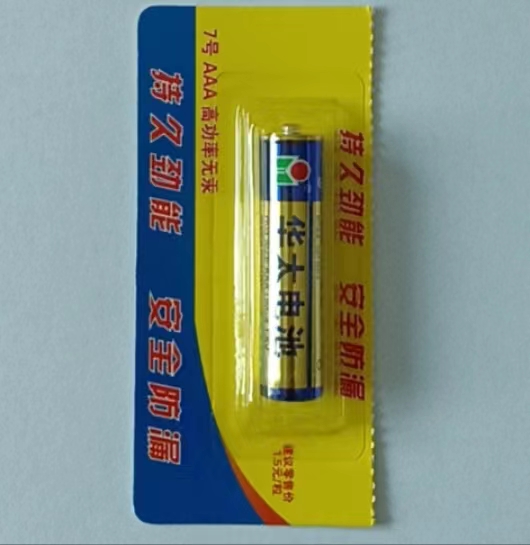 持久劲能 安全防漏
7号 AAA 高功率无汞
华太电池
持久劲能 安全防漏
建议零售价
1.5元/粒